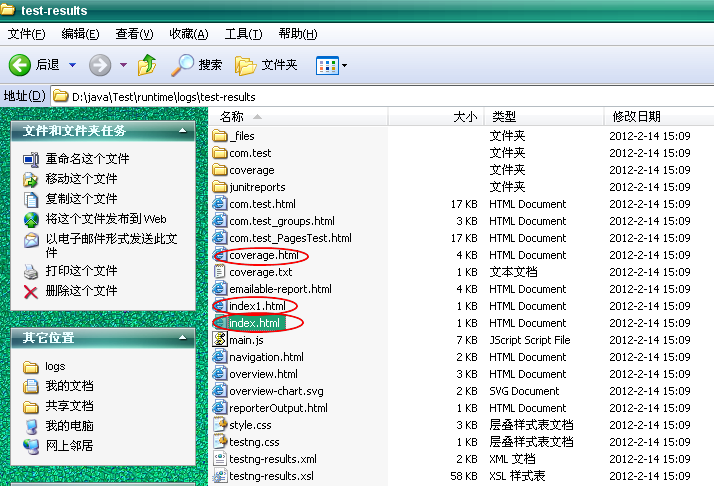 test-results
文件(F) 编辑(E) 查看(V) 收藏(A) 工具(T) 帮助(H)
后退 搜索 文件夹
地址(D) D:\java\Test\runtime\logs\test-results
文件和文件夹任务
重命名这个文件
移动这个文件
复制这个文件
将这个文件发布到 Web
以电子邮件形式发送此文
件
打印这个文件
删除这个文件
其它位置
logs
我的文档
共享文档
我的电脑
网上邻居
名称 大小 类型 修改日期
_files 文件夹 2012-2-14 15:09
com.test 文件夹 2012-2-14 15:09
coverage 文件夹 2012-2-14 15:09
junitreports 文件夹 2012-2-14 15:09
com.test.html 17 KB HTML Document 2012-2-14 15:09
com.test_groups.html 3 KB HTML Document 2012-2-14 15:09
com.test_PagesTest.html 17 KB HTML Document 2012-2-14 15:09
coverage.html 4 KB HTML Document 2012-2-14 15:09
coverage.txt 1 KB 文本文档 2012-2-14 15:09
emailable-report.html 4 KB HTML Document 2012-2-14 15:09
index1.html 1 KB HTML Document 2012-2-14 15:09
index.html 1 KB HTML Document 2012-2-14 15:09
main.js 7 KB JScript Script File 2012-2-14 15:09
navigation.html 2 KB HTML Document 2012-2-14 15:09
overview.html 3 KB HTML Document 2012-2-14 15:09
overview-chart.svg 2 KB SVG Document 2012-2-14 15:09
reporterOutput.html 1 KB HTML Document 2012-2-14 15:09
style.css 4 KB 层叠样式表文档 2012-2-14 15:09
testng.css 1 KB 层叠样式表文档 2012-2-14 15:09
testng-results.xml 2 KB XML 文档 2012-2-14 15:09
testng-results.xsl 58 KB XSL 样式表 2012-2-14 15:09